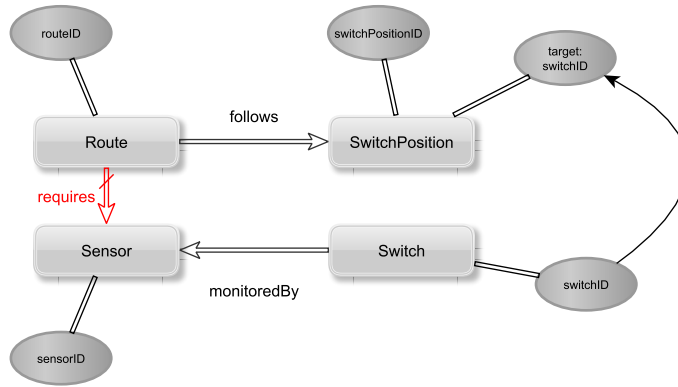 routeID
switchPositionID
target:
switchID
follows
Route
SwitchPosition
requires
Sensor
Switch
monitoredBy
switchID
sensorID